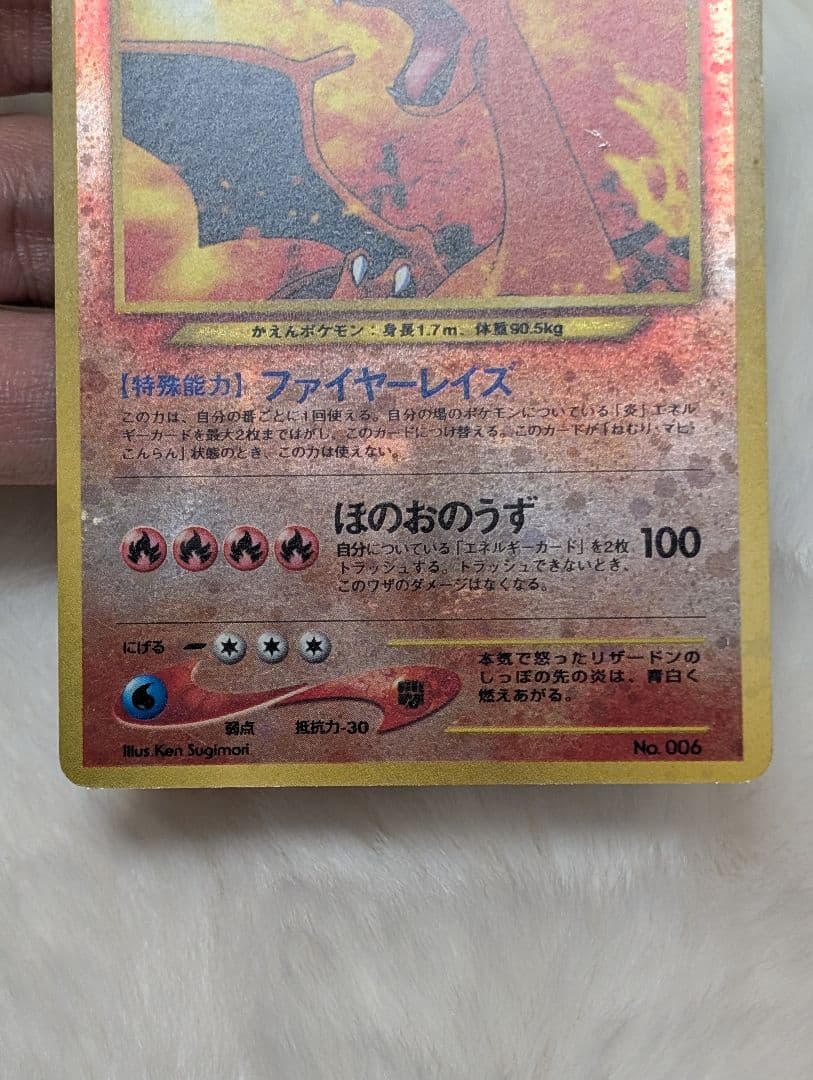 かえんポケモン：身長1.7m、体重90.5kg
【特殊能力】ファイヤーレイズ
この力は、自分の番ごとに1回使える。自分の場のポケモンについている「炎」エネル
ギーカードを最大2枚まではがし、このカードにつけ替える。このカードが「ねむり・マヒ・
こんらん」状態のとき、この力は使えない。
ほのおのうず 100
自分についている「エネルギーカード」を2枚
トラッシュする。トラッシュできないとき、
このワザのダメージはなくなる。
にげる
弱点 抵抗力-30
本気で怒ったリザードンの
しっぽの先の炎は、青白く
燃えあがる。
Illus. Ken Sugimori
No. 006